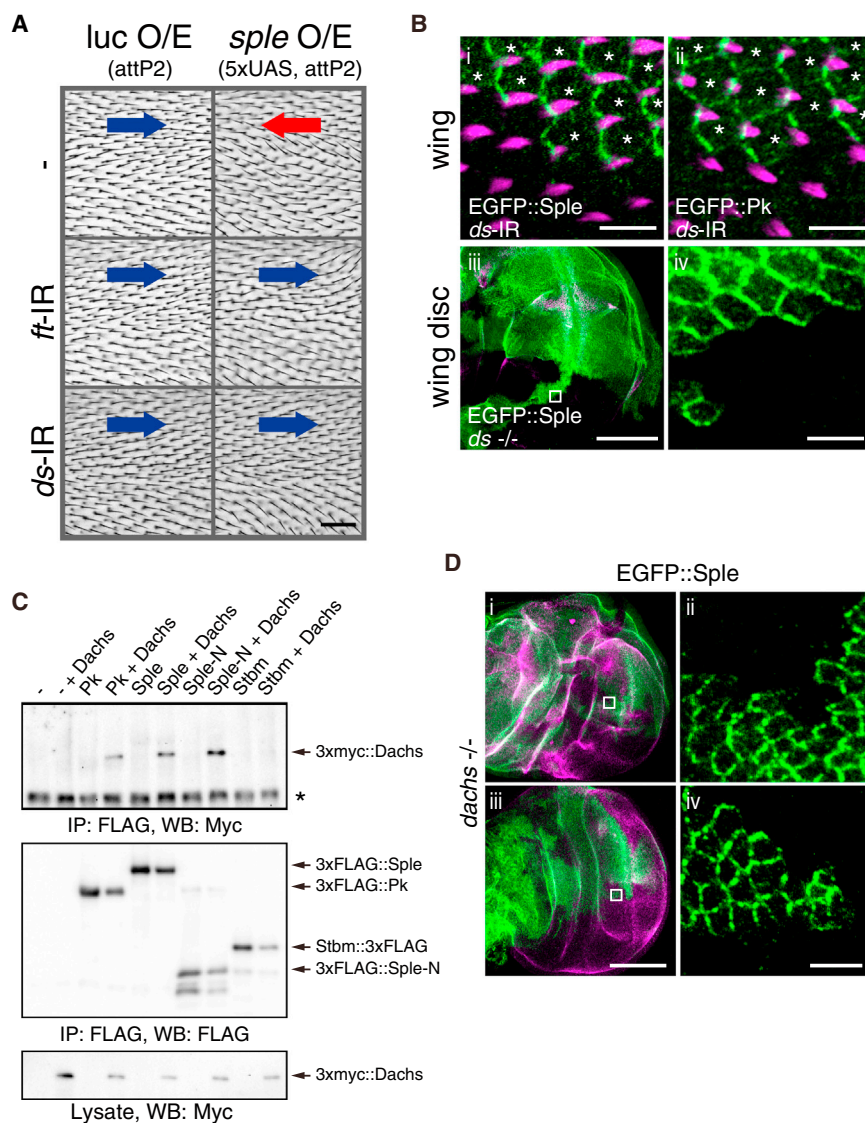 A
luc O/E
(attP2)
sple O/E
(5xUAS, attP2)
-
ft-IR
ds-IR
B
wing
i
* * * * * * * * *
EGFP::Sple
ds-IR
ii
* * * * * * * * *
EGFP::Pk
ds-IR
wing disc
iii
EGFP::Sple
ds -/-
iv
C
-
- + Dachs
Pk
Pk + Dachs
Sple
Sple + Dachs
Sple-N
Sple-N + Dachs
Stbm
Stbm + Dachs
3xmyc::Dachs
*
IP: FLAG, WB: Myc
3xFLAG::Sple
3xFLAG::Pk
Stbm::3xFLAG
3xFLAG::Sple-N
IP: FLAG, WB: FLAG
3xmyc::Dachs
Lysate, WB: Myc
D
EGFP::Sple
dachs -/-
i
ii
iii
iv